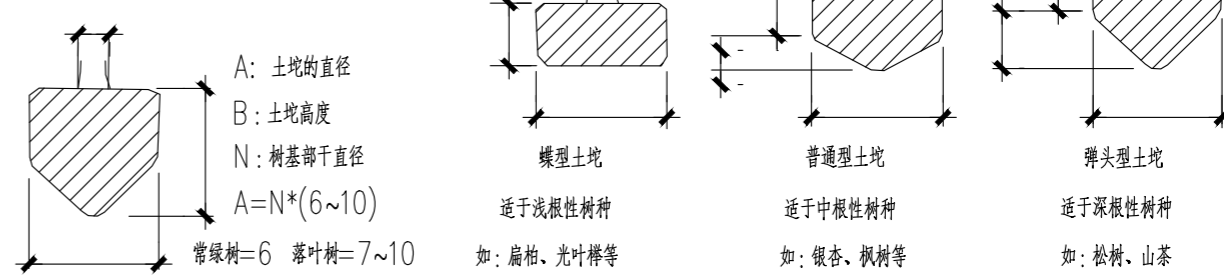 A: 土坨的直径
B: 土坨高度
N: 树基部干直径
A=N*(6~10)
常绿树=6 落叶树=7~10
蝶型土坨
适于浅根性树种
如: 扁柏、光叶榉等
普通型土坨
适于中根性树种
如: 银杏、枫树等
弹头型土坨
适于深根性树种
如: 松树、山茶